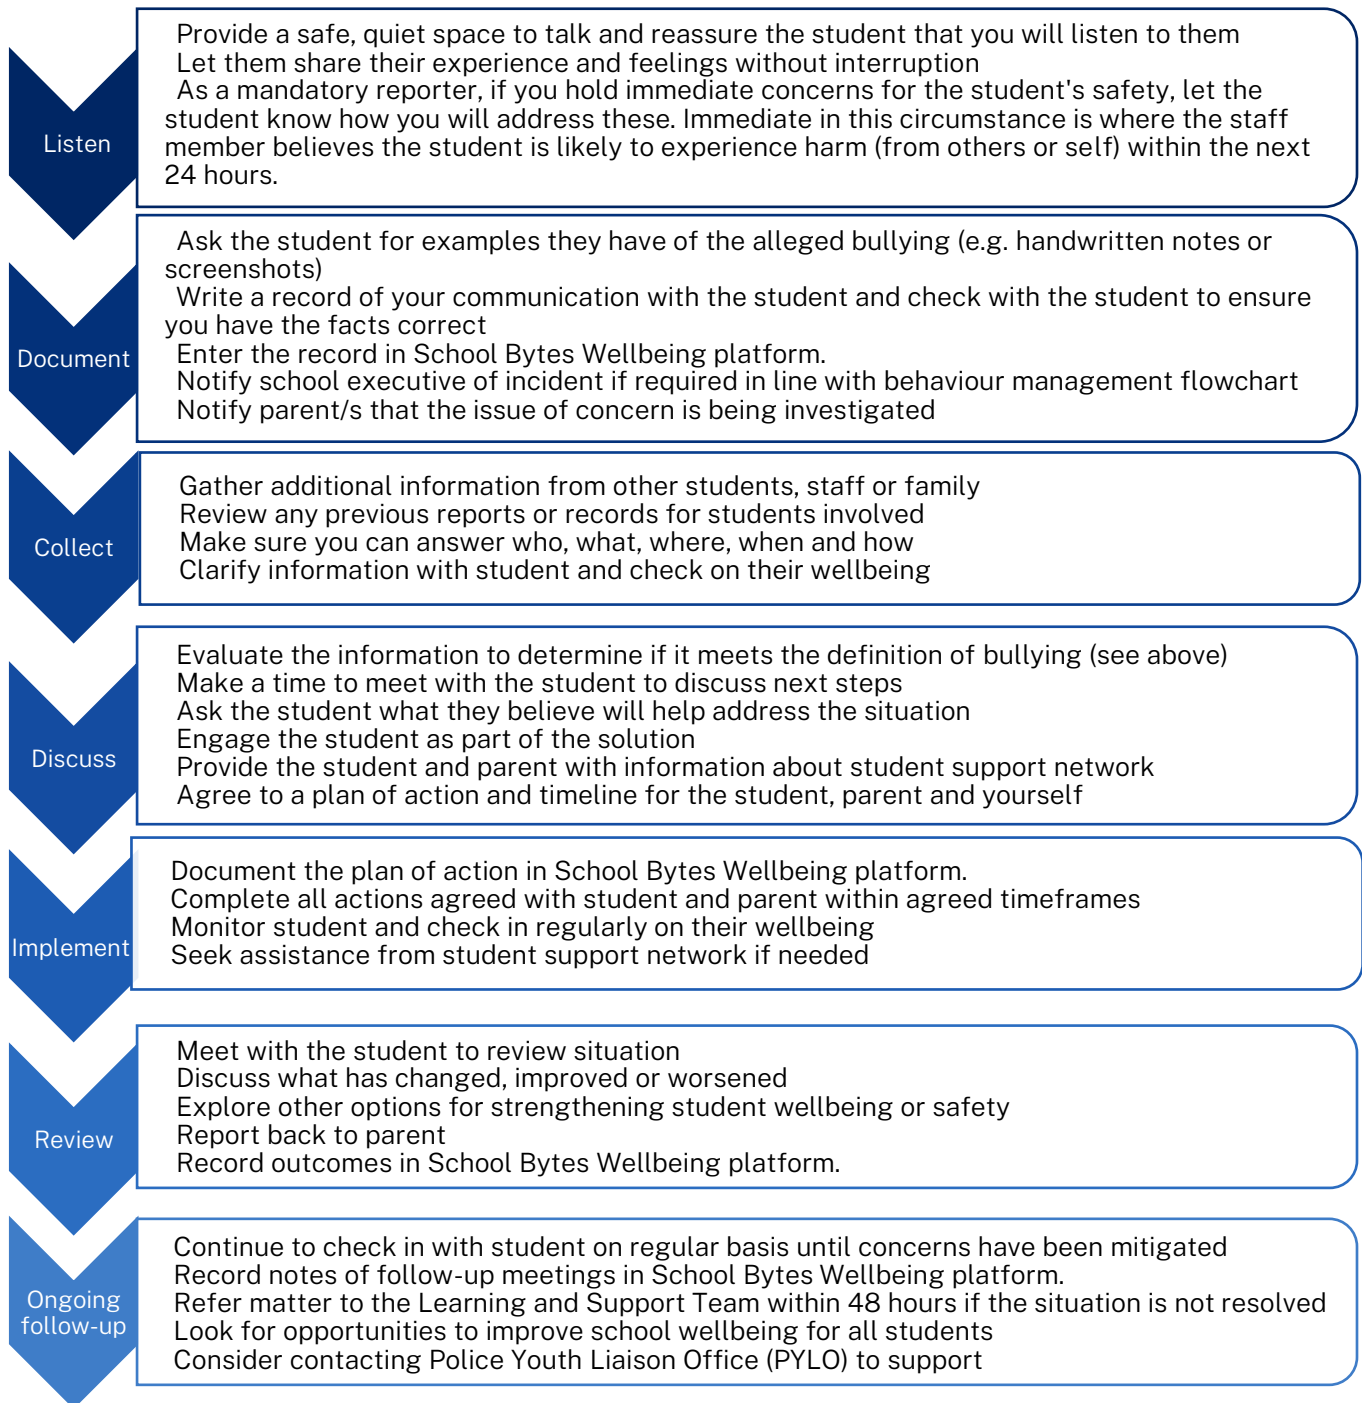 Listen
Provide a safe, quiet space to talk and reassure the student that you will listen to them
Let them share their experience and feelings without interruption
As a mandatory reporter, if you hold immediate concerns for the student's safety, let the
student know how you will address these. Immediate in this circumstance is where the staff
member believes the student is likely to experience harm (from others or self) within the next
24 hours.
Document
Ask the student for examples they have of the alleged bullying (e.g. handwritten notes or
screenshots)
Write a record of your communication with the student and check with the student to ensure
you have the facts correct
Enter the record in School Bytes Wellbeing platform.
Notify school executive of incident if required in line with behaviour management flowchart
Notify parent/s that the issue of concern is being investigated
Collect
Gather additional information from other students, staff or family
Review any previous reports or records for students involved
Make sure you can answer who, what, where, when and how
Clarify information with student and check on their wellbeing
Discuss
Evaluate the information to determine if it meets the definition of bullying (see above)
Make a time to meet with the student to discuss next steps
Ask the student what they believe will help address the situation
Engage the student as part of the solution
Provide the student and parent with information about student support network
Agree to a plan of action and timeline for the student, parent and yourself
Implement
Document the plan of action in School Bytes Wellbeing platform.
Complete all actions agreed with student and parent within agreed timeframes
Monitor student and check in regularly on their wellbeing
Seek assistance from student support network if needed
Review
Meet with the student to review situation
Discuss what has changed, improved or worsened
Explore other options for strengthening student wellbeing or safety
Report back to parent
Record outcomes in School Bytes Wellbeing platform.
Ongoing
follow-up
Continue to check in with student on regular basis until concerns have been mitigated
Record notes of follow-up meetings in School Bytes Wellbeing platform.
Refer matter to the Learning and Support Team within 48 hours if the situation is not resolved
Look for opportunities to improve school wellbeing for all students
Consider contacting Police Youth Liaison Office (PYLO) to support